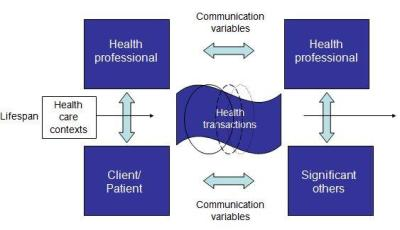 Communication
variables
Health
professional
Health
professional
Lifespan
Health
care
contexts
Health
transactions
Client/
Patient
Significant
others
Communication
variables